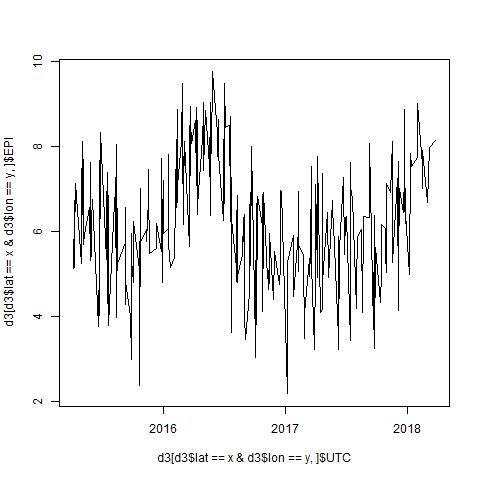 10
8
6
4
2
d3[d3$lat == x & d3$lon == y, ]$EPI
2016 2017 2018
d3[d3$lat == x & d3$lon == y, ]$UTC